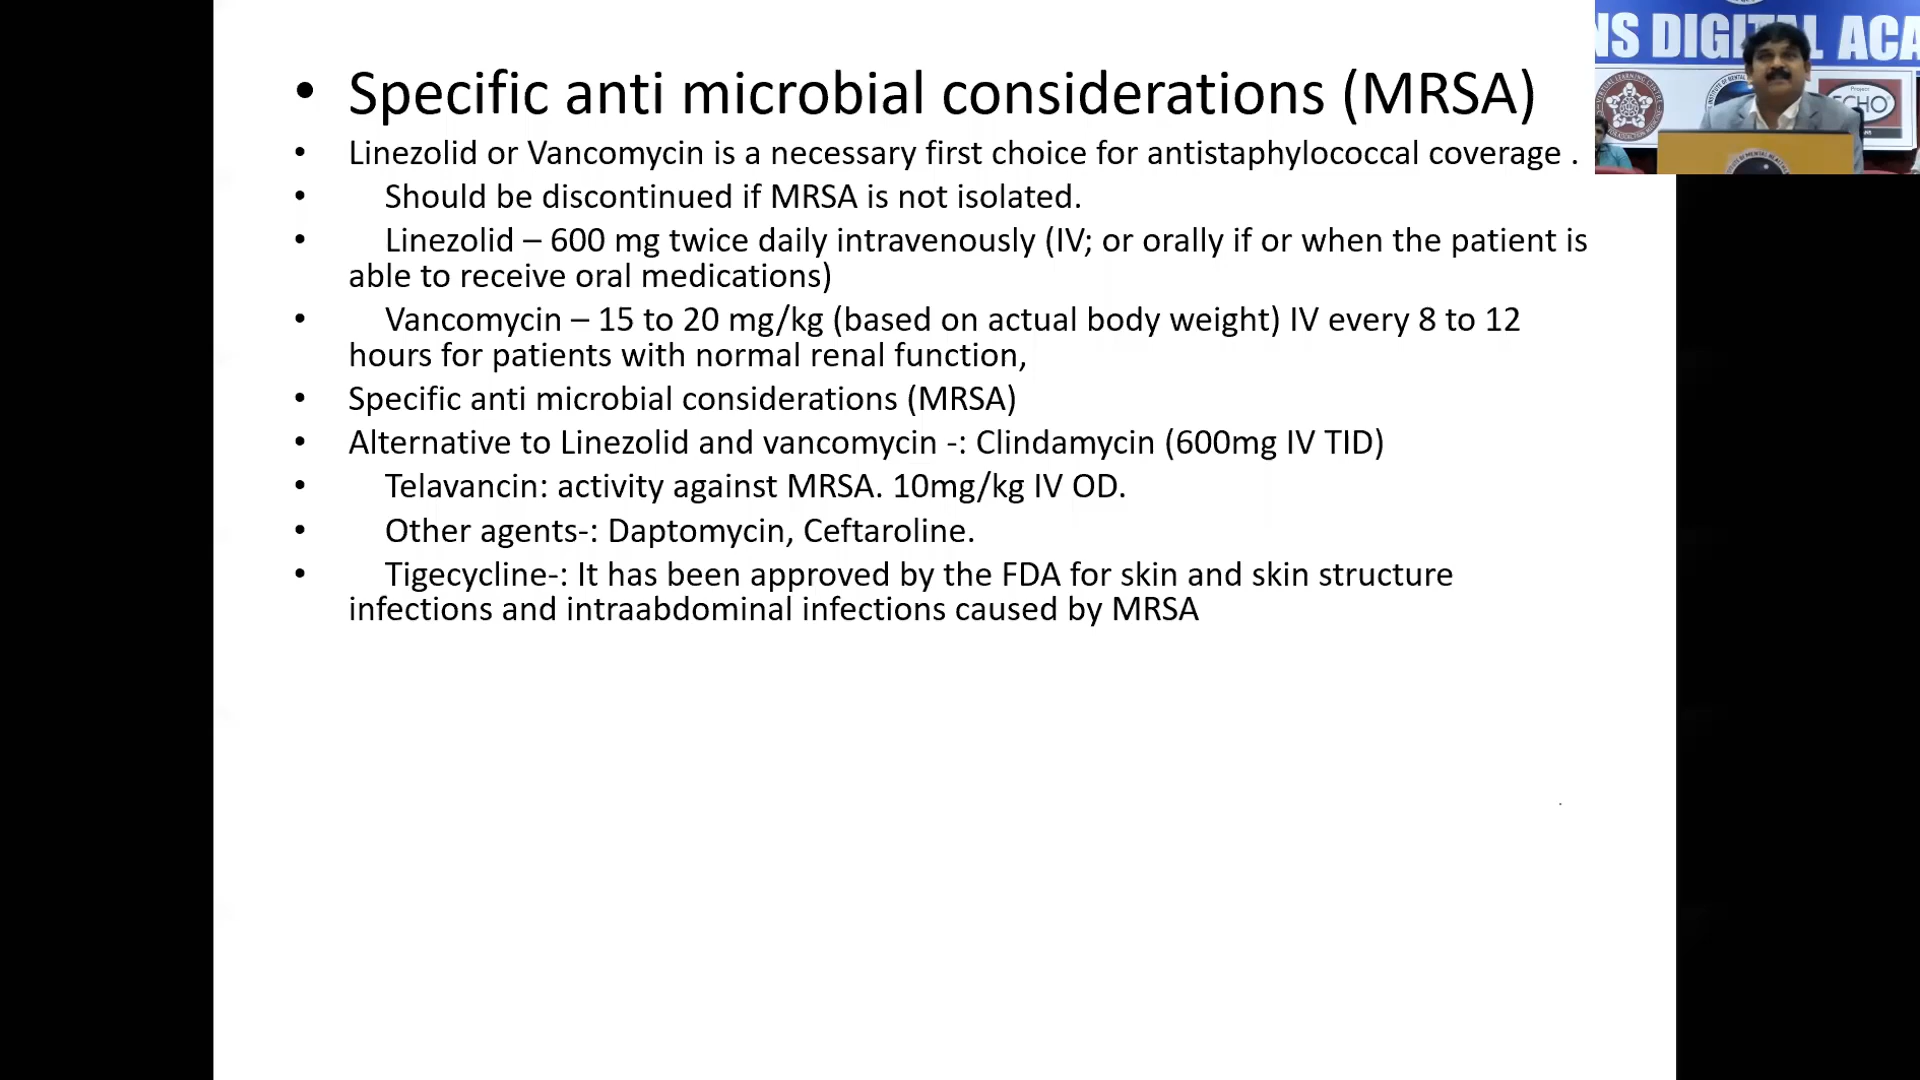 NS DIGITAL ACA
Project
ECHO
• Specific anti microbial considerations (MRSA)
• Linezolid or Vancomycin is a necessary first choice for antistaphylococcal coverage .
• Should be discontinued if MRSA is not isolated.
• Linezolid – 600 mg twice daily intravenously (IV; or orally if or when the patient is
able to receive oral medications)
• Vancomycin – 15 to 20 mg/kg (based on actual body weight) IV every 8 to 12
hours for patients with normal renal function,
• Specific anti microbial considerations (MRSA)
• Alternative to Linezolid and vancomycin -: Clindamycin (600mg IV TID)
• Telavancin: activity against MRSA. 10mg/kg IV OD.
• Other agents-: Daptomycin, Ceftaroline.
• Tigecycline-: It has been approved by the FDA for skin and skin structure
infections and intraabdominal infections caused by MRSA